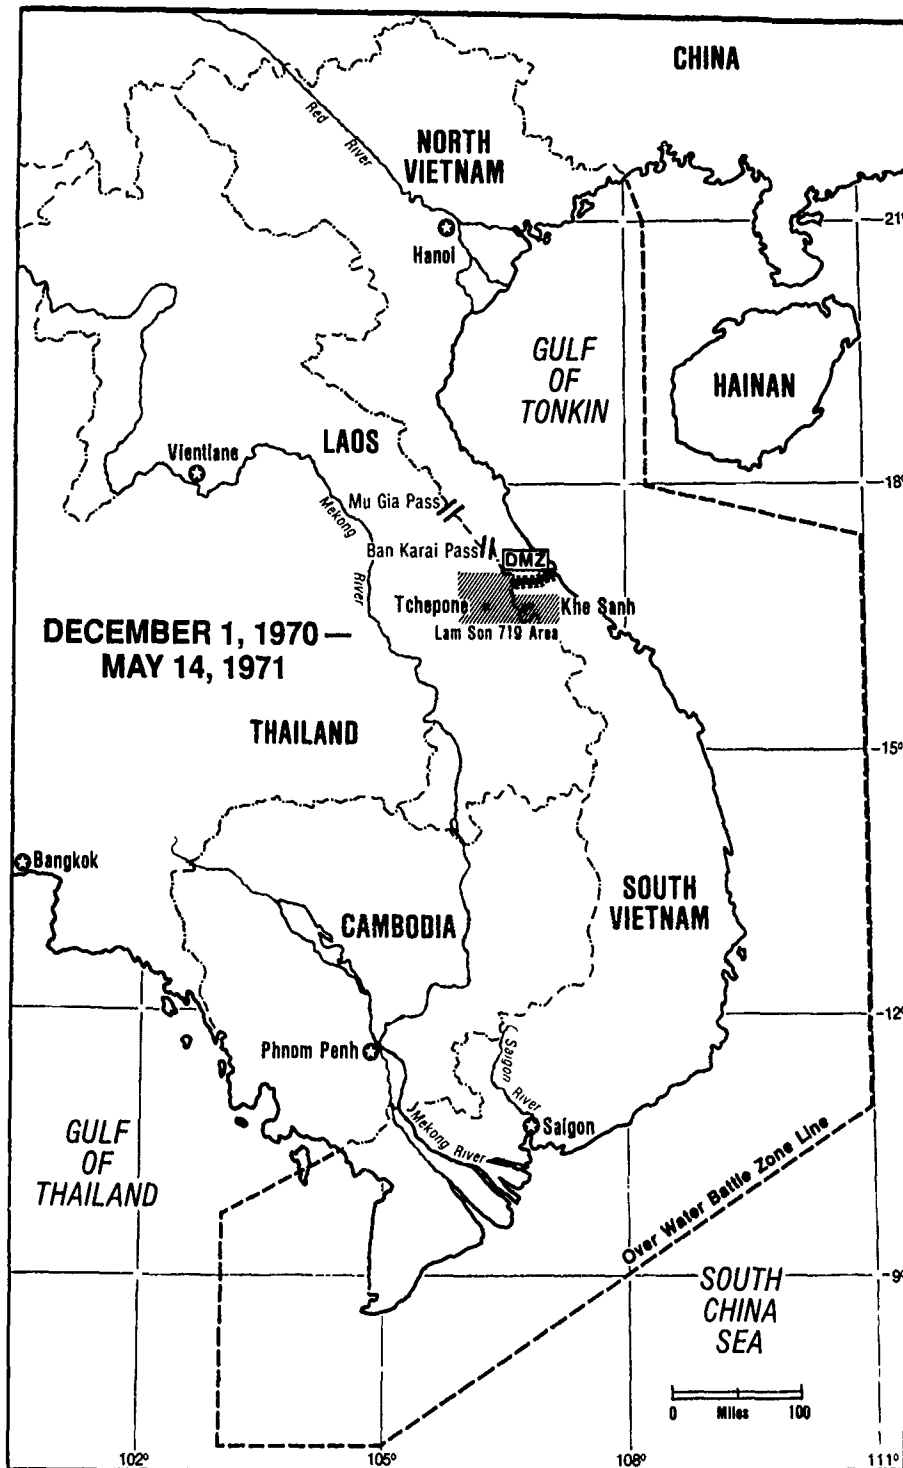 CHINA
Red
River
NORTH
VIETNAM
21°
Hanoi
GULF
OF
TONKIN
HAINAN
LAOS
Vientiane
18°
Mu Gia Pass
Mekong
River
Ban Karai Pass
DMZ
Tchepone
Khe Sanh
Lam Son 719 Area
DECEMBER 1, 1970—
MAY 14, 1971
THAILAND
15°
Bangkok
SOUTH
VIETNAM
CAMBODIA
12°
Phnom Penh
Saigon
River
Saigon
Mekong River
GULF
OF
THAILAND
Over Water Battle Zone Line
9°
SOUTH
CHINA
SEA
0 Miles 100
102° 105° 108° 111°